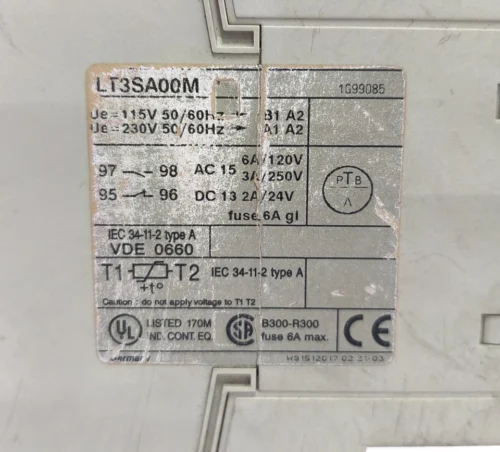 LT3SA00M 1G99085
Ue = 115V 50/60Hz B1 A2
Ue = 230V 50/60Hz A1 A2
97 98 AC 15 6A/120V
3A/250V
95 96 DC 13 2A/24V
fuse 6A gl
PTB
A
IEC 34-11-2 type A
VDE 0660
T1 T2 IEC 34-11-2 type A
+t°
Caution : do not apply voltage to T1 T2
UL LISTED 170M SA B300-R300 CE
IND. CONT. EQ. fuse 6A max.
Germany